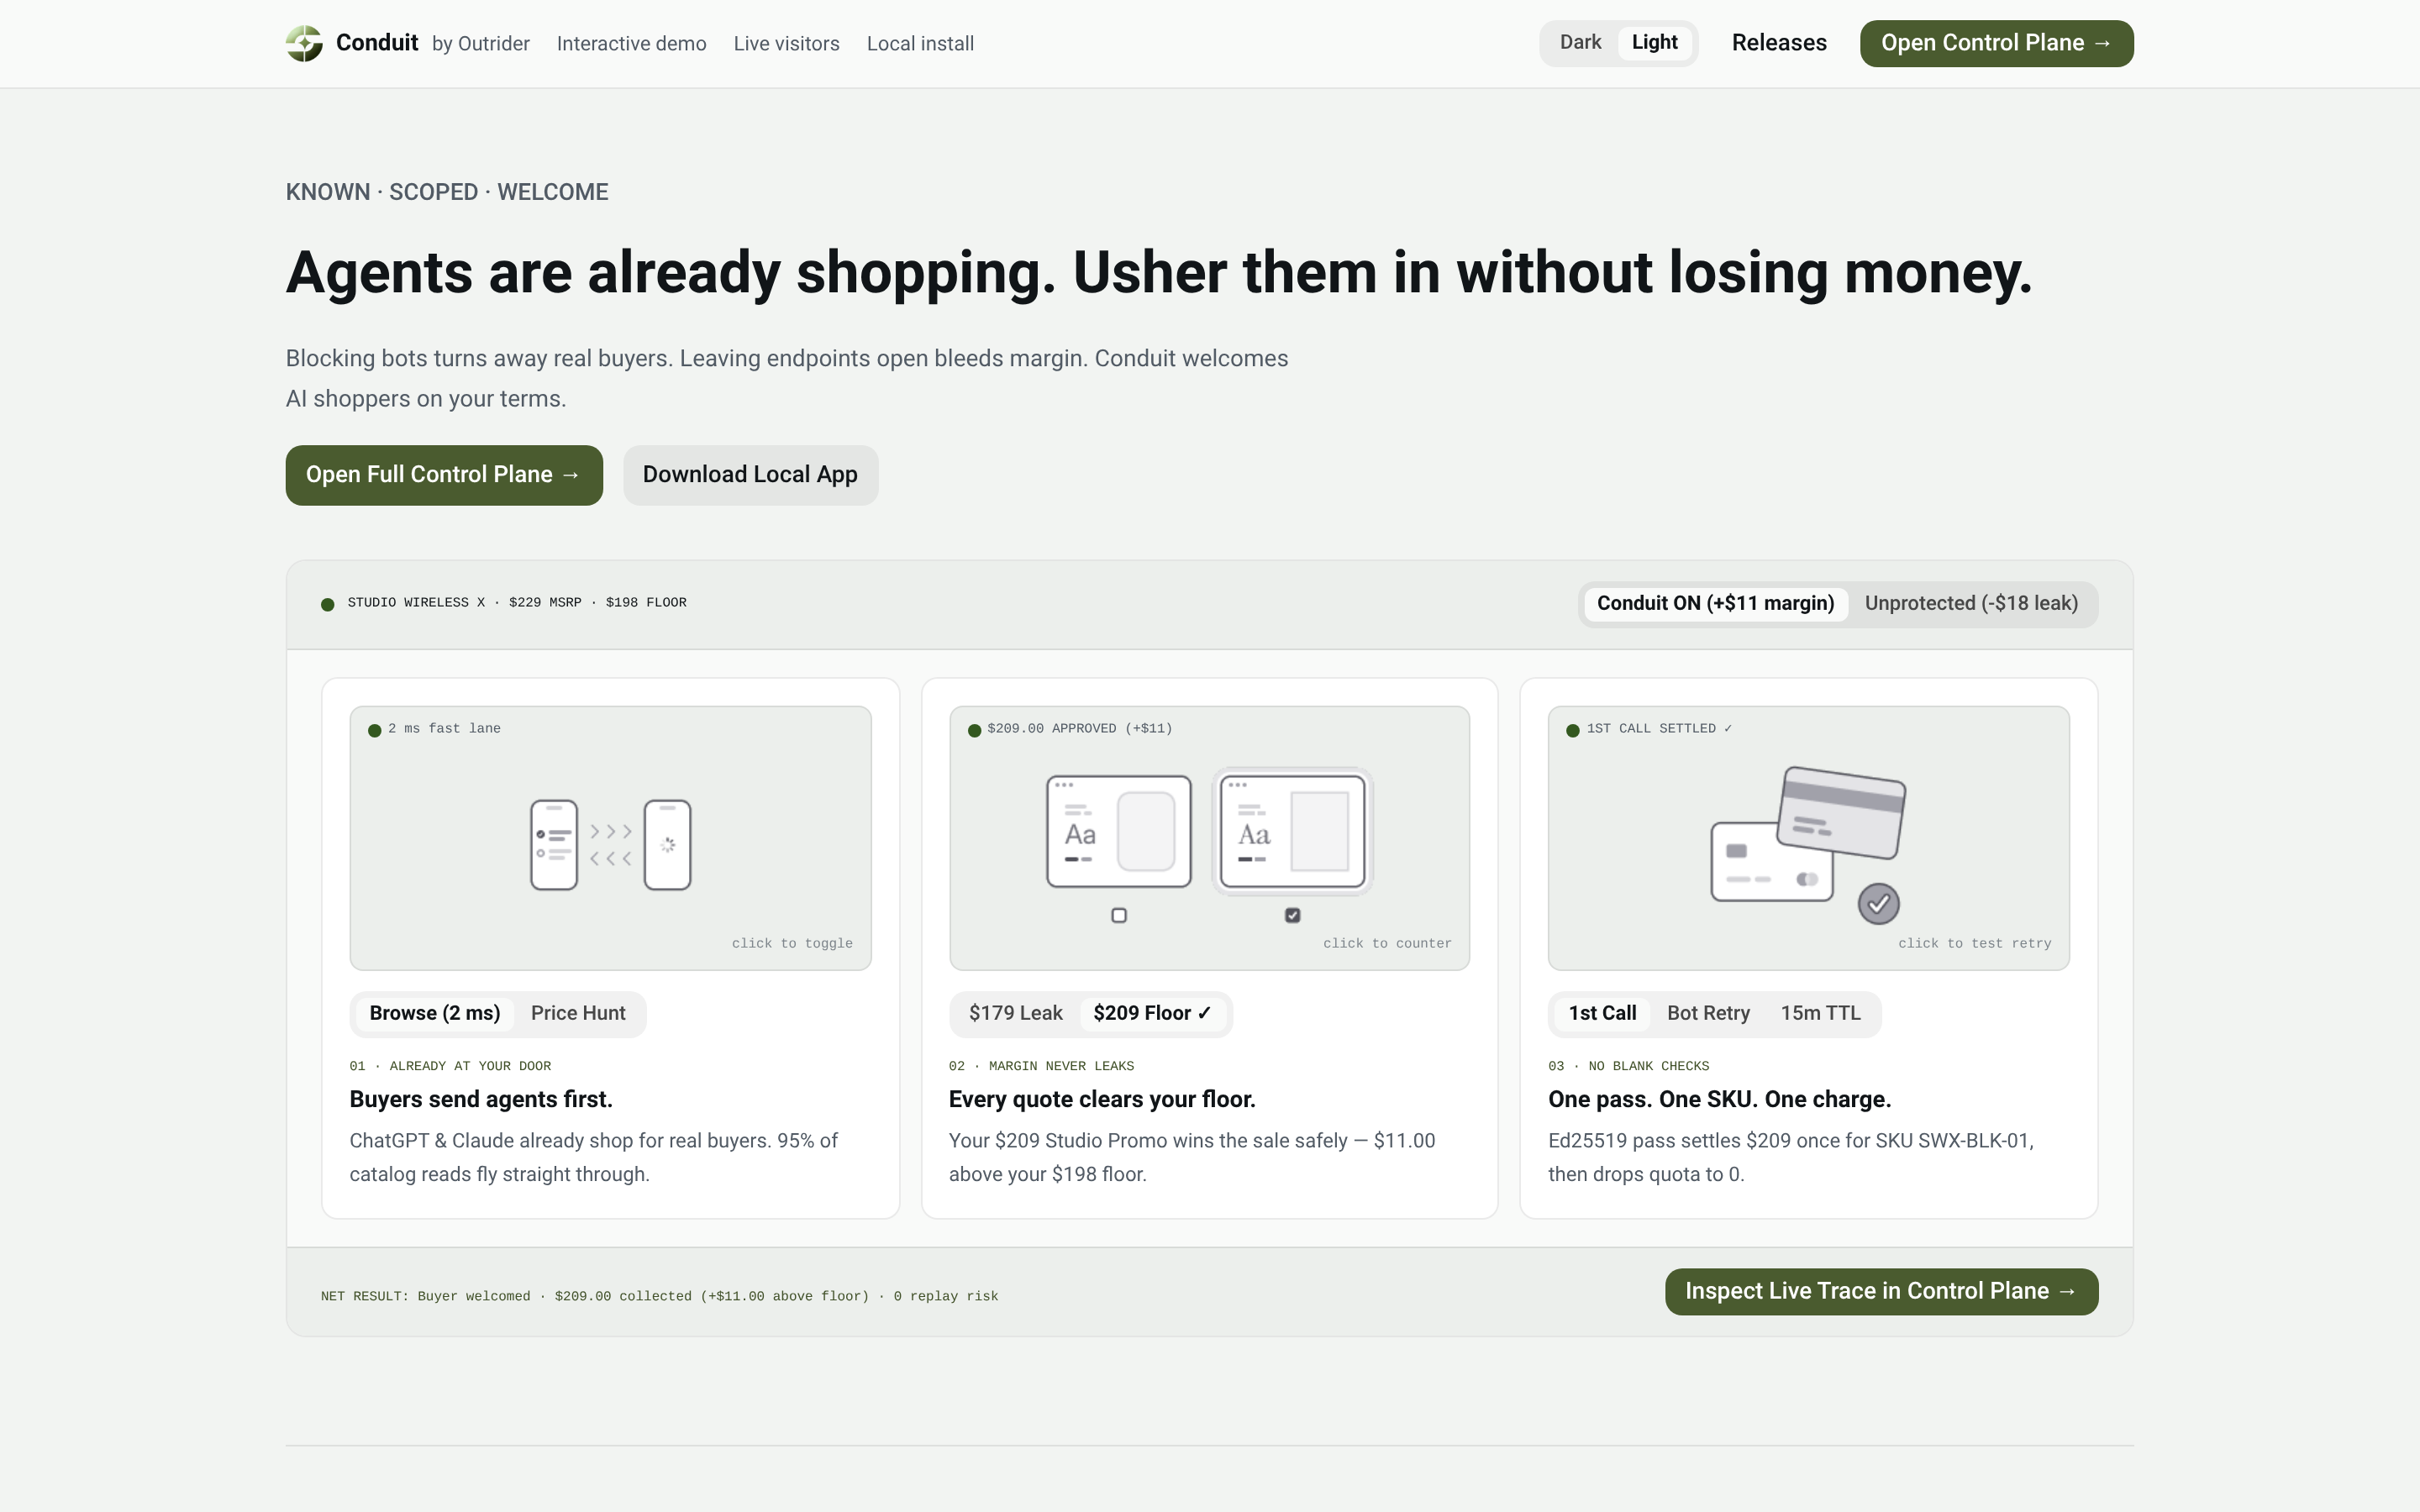 Conduit by Outrider Interactive demo Live visitors Local install Dark Light Releases Open Control Plane →
KNOWN · SCOPED · WELCOME
Agents are already shopping. Usher them in without losing money.
Blocking bots turns away real buyers. Leaving endpoints open bleeds margin. Conduit welcomes
AI shoppers on your terms.
Open Full Control Plane → Download Local App
STUDIO WIRELESS X · $229 MSRP · $198 FLOOR Conduit ON (+$11 margin) Unprotected (-$18 leak)
2 ms fast lane
click to toggle
Browse (2 ms) Price Hunt
01 · ALREADY AT YOUR DOOR
Buyers send agents first.
ChatGPT & Claude already shop for real buyers. 95% of
catalog reads fly straight through.
$209.00 APPROVED (+$11)
Aa Aa
click to counter
$179 Leak $209 Floor ✓
02 · MARGIN NEVER LEAKS
Every quote clears your floor.
Your $209 Studio Promo wins the sale safely — $11.00
above your $198 floor.
1ST CALL SETTLED ✓
click to test retry
1st Call Bot Retry 15m TTL
03 · NO BLANK CHECKS
One pass. One SKU. One charge.
Ed25519 pass settles $209 once for SKU SWX-BLK-01,
then drops quota to 0.
NET RESULT: Buyer welcomed · $209.00 collected (+$11.00 above floor) · 0 replay risk
Inspect Live Trace in Control Plane →